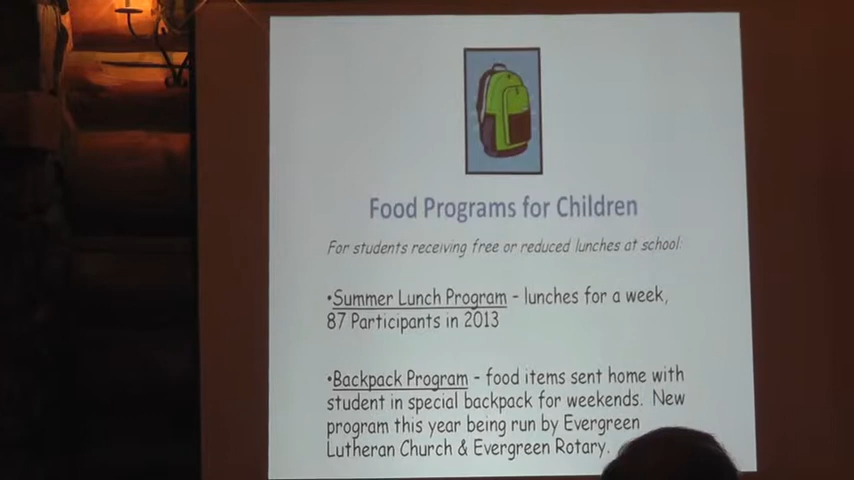 Food Programs for Children
For students receiving free or reduced lunches at school:
•Summer Lunch Program - lunches for a week,
87 Participants in 2013
•Backpack Program - food items sent home with
student in special backpack for weekends. New
program this year being run by Evergreen
Lutheran Church & Evergreen Rotary.